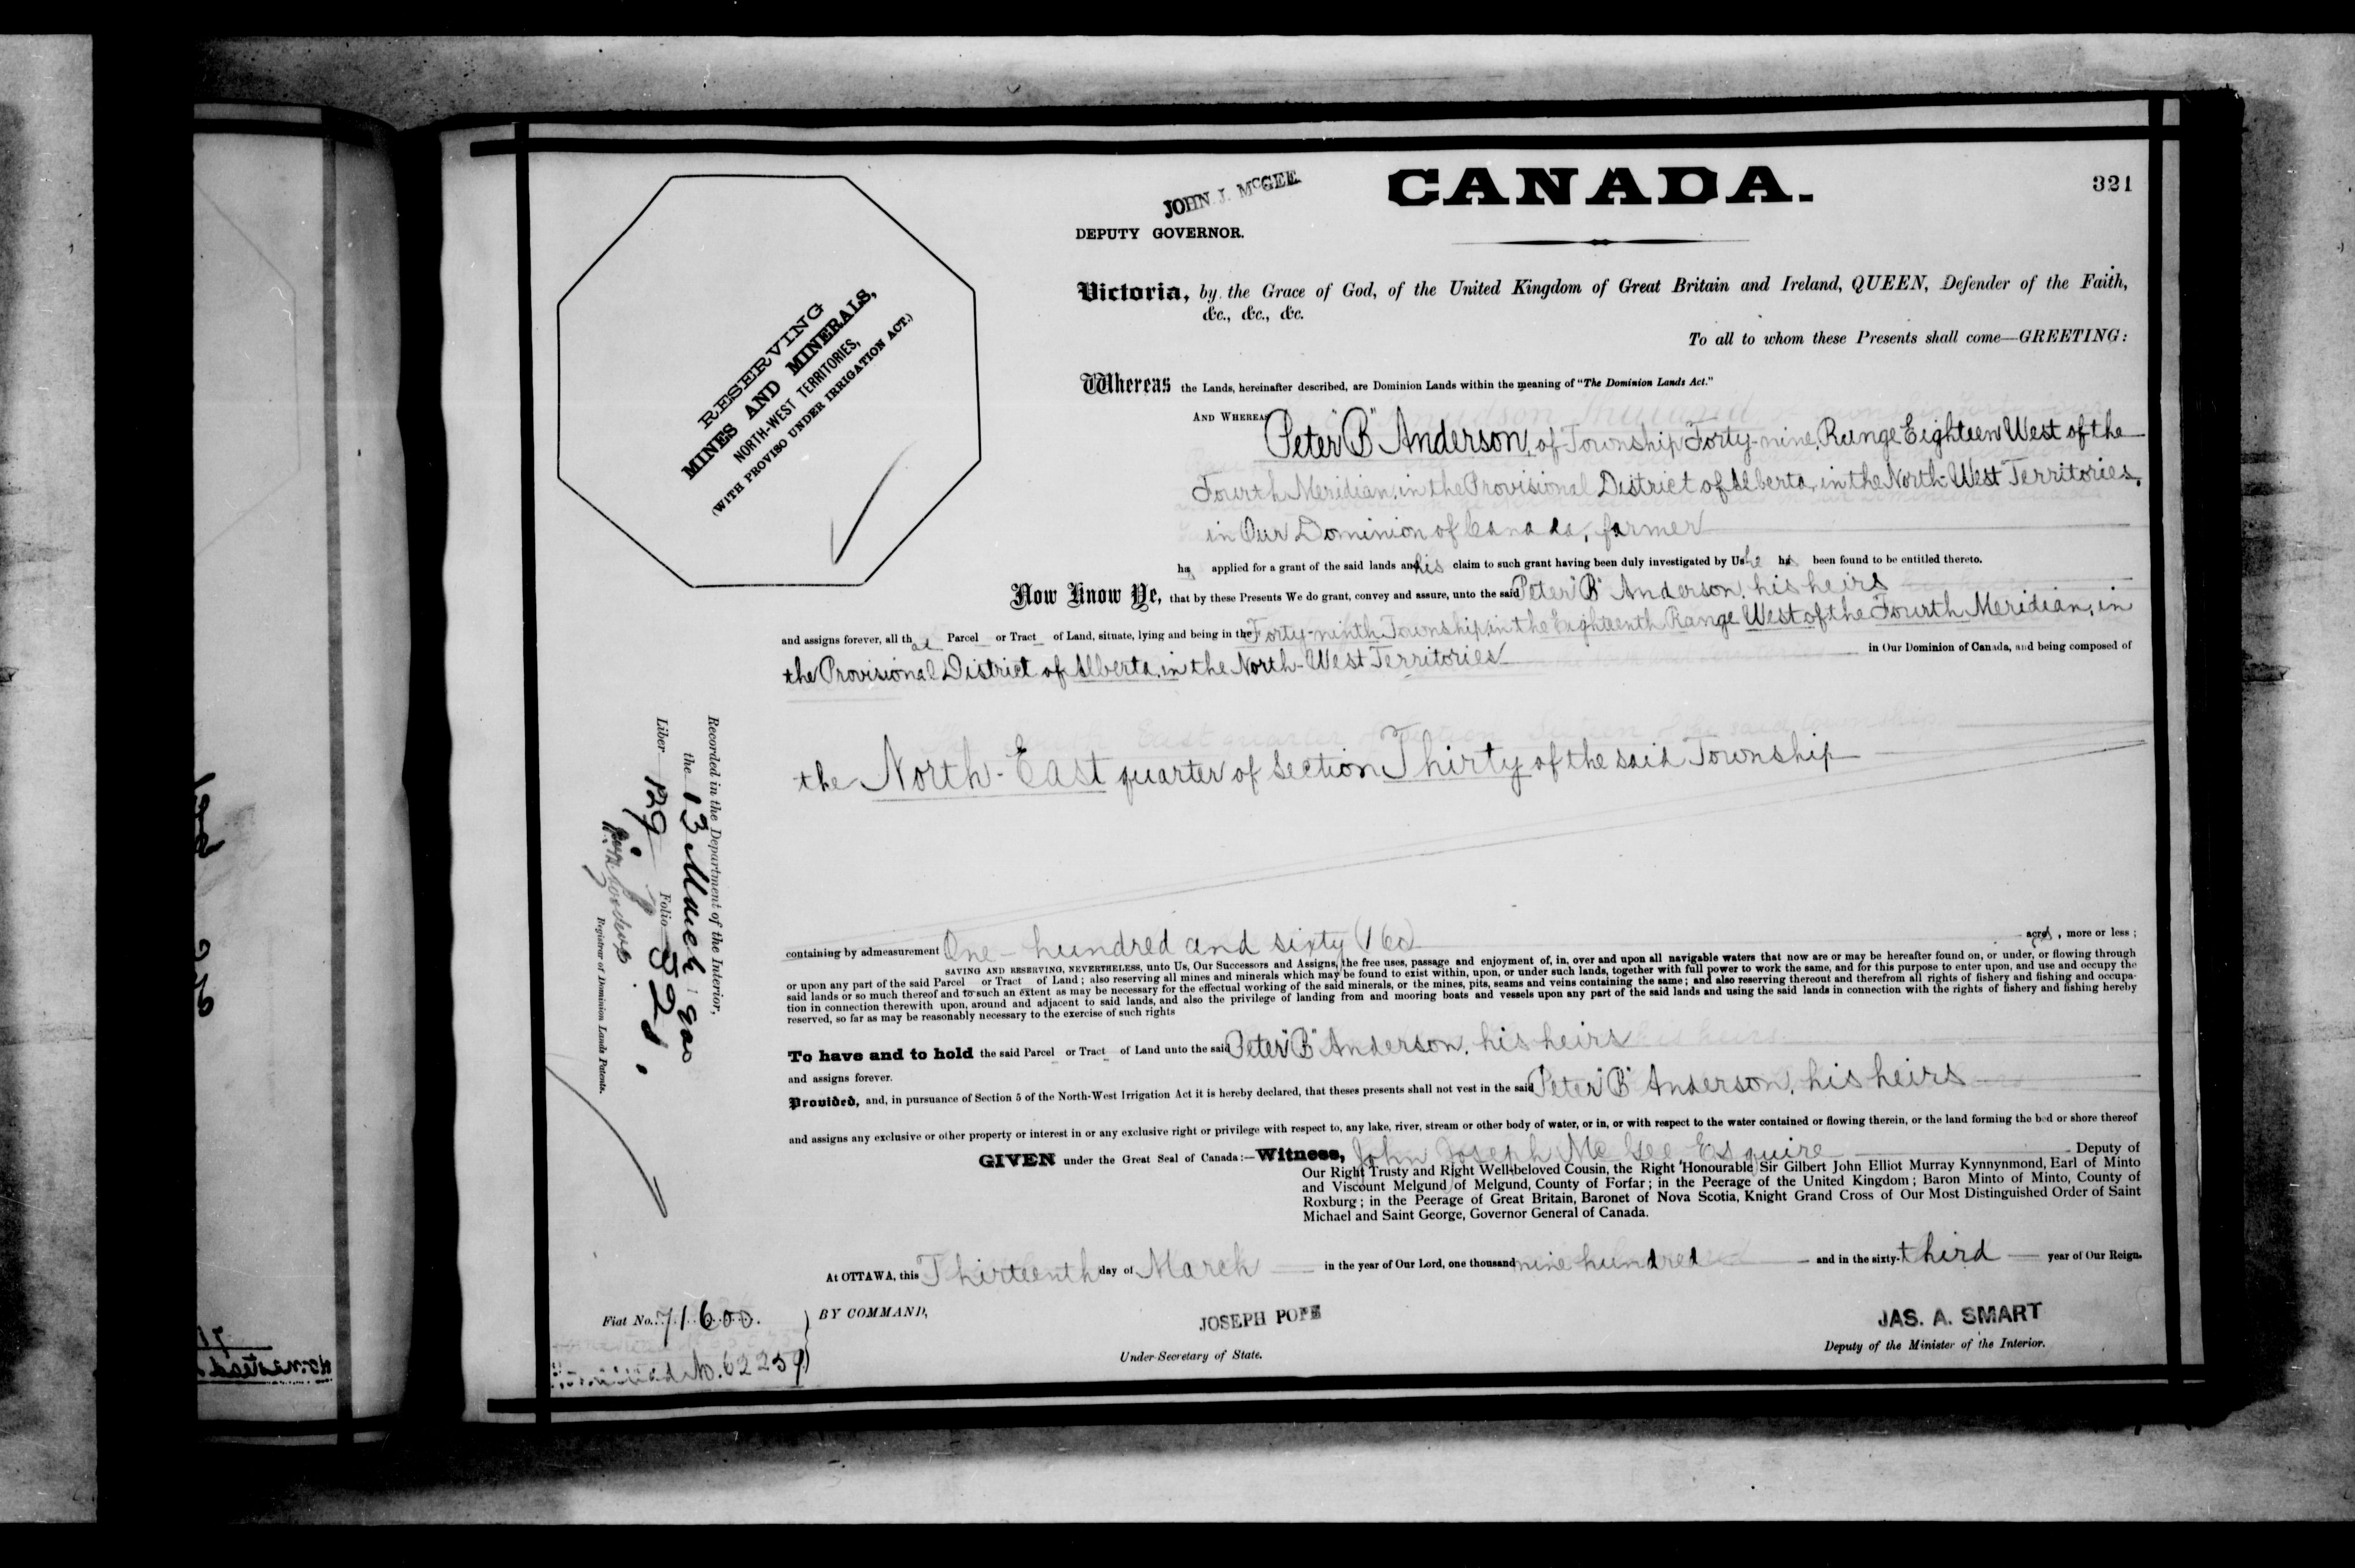 321
CANADA.
JOHN J. McGEE
DEPUTY GOVERNOR.
RESERVING
MINES AND MINERALS,
NORTH-WEST TERRITORIES,
(WITH PROVISO UNDER IRRIGATION ACT.)
Victoria, by the Grace of God, of the United Kingdom of Great Britain and Ireland, QUEEN, Defender of the Faith,
&c., &c., &c.
To all to whom these Presents shall come—GREETING:
Whereas the Lands, hereinafter described, are Dominion Lands within the meaning of "The Dominion Lands Act."
AND WHEREAS Peter "B" Anderson, of Township Forty-nine, Range Eighteen West of the
Fourth Meridian, in the Provisional District of Alberta, in the North-West Territories,
in Our Dominion of Canada, farmer
has applied for a grant of the said lands and his claim to such grant having been duly investigated by Us he has been found to be entitled thereto.
Now Know Ye, that by these Presents We do grant, convey and assure, unto the said Peter "B" Anderson, his heirs
and assigns forever, all that Parcel or Tract of Land, situate, lying and being in the Forty-ninth Township, in the Eighteenth Range West of the Fourth Meridian, in
the Provisional District of Alberta, in the North-West Territories in Our Dominion of Canada, and being composed of
the North-East quarter of Section Thirty of the said Township
containing by admeasurement One hundred and sixty (160) acres, more or less;
SAVING AND RESERVING, NEVERTHELESS, unto Us, Our Successors and Assigns, the free uses, passage and enjoyment of, in, over and upon all navigable waters that now are or may be hereafter found on, or under, or flowing through
or upon any part of the said Parcel or Tract of Land; also reserving all mines and minerals which may be found to exist within, upon, or under such lands, together with full power to work the same, and for this purpose to enter upon, and use and occupy the
said lands or so much thereof and to such an extent as may be necessary for the effectual working of the said minerals, or the mines, pits, seams and veins containing the same; and also reserving thereout and therefrom all rights of fishery and fishing and occupa-
tion in connection therewith upon, around and adjacent to said lands, and also the privilege of landing from and mooring boats and vessels upon any part of the said lands and using the said lands in connection with the rights of fishery and fishing hereby
reserved, so far as may be reasonably necessary to the exercise of such rights
To have and to hold the said Parcel or Tract of Land unto the said Peter "B" Anderson, his heirs
and assigns forever.
Provided, and, in pursuance of Section 5 of the North-West Irrigation Act it is hereby declared, that theses presents shall not vest in the said Peter "B" Anderson, his heirs
and assigns any exclusive or other property or interest in or any exclusive right or privilege with respect to, any lake, river, stream or other body of water, or in, or with respect to the water contained or flowing therein, or the land forming the bed or shore thereof
GIVEN under the Great Seal of Canada:—Witness, John Joseph McGee, Esquire Deputy of
Our Right Trusty and Right Well-beloved Cousin, the Right Honourable Sir Gilbert John Elliot Murray Kynnynmond, Earl of Minto
and Viscount Melgund of Melgund, County of Forfar; in the Peerage of the United Kingdom; Baron Minto of Minto, County of
Roxburg; in the Peerage of Great Britain, Baronet of Nova Scotia, Knight Grand Cross of Our Most Distinguished Order of Saint
Michael and Saint George, Governor General of Canada.
At OTTAWA, this Thirteenth day of March in the year of Our Lord, one thousand nine hundred and in the sixty-third year of Our Reign.
BY COMMAND,
JOSEPH POPE
Under-Secretary of State.
JAS. A. SMART
Deputy of the Minister of the Interior.
Fiat No. 71600.
Homestead No. 62259
Recorded in the Department of the Interior,
the 13 March 1900
Liber 129 Folio 321.
Registrar of Dominion Lands Patents.